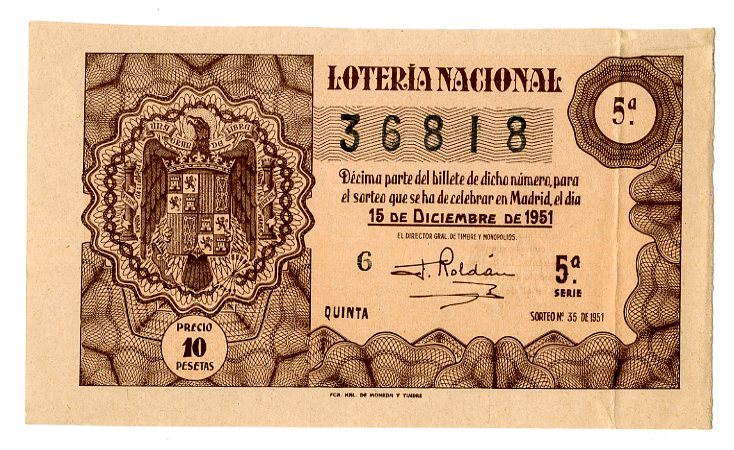 LOTERÍA NACIONAL
5ª.
36818
Décima parte del billete de dicho número, para
el sorteo que se ha de celebrar en Madrid, el día
15 DE DICIEMBRE DE 1951
EL DIRECTOR GRAL. DE TIMBRE Y MONOPOLIOS.
6
F. Roldán
5ª.
SERIE
QUINTA
SORTEO Nº 35 DE 1951
PRECIO
10
PESETAS
FCA. NAL. DE MONEDA Y TIMBRE